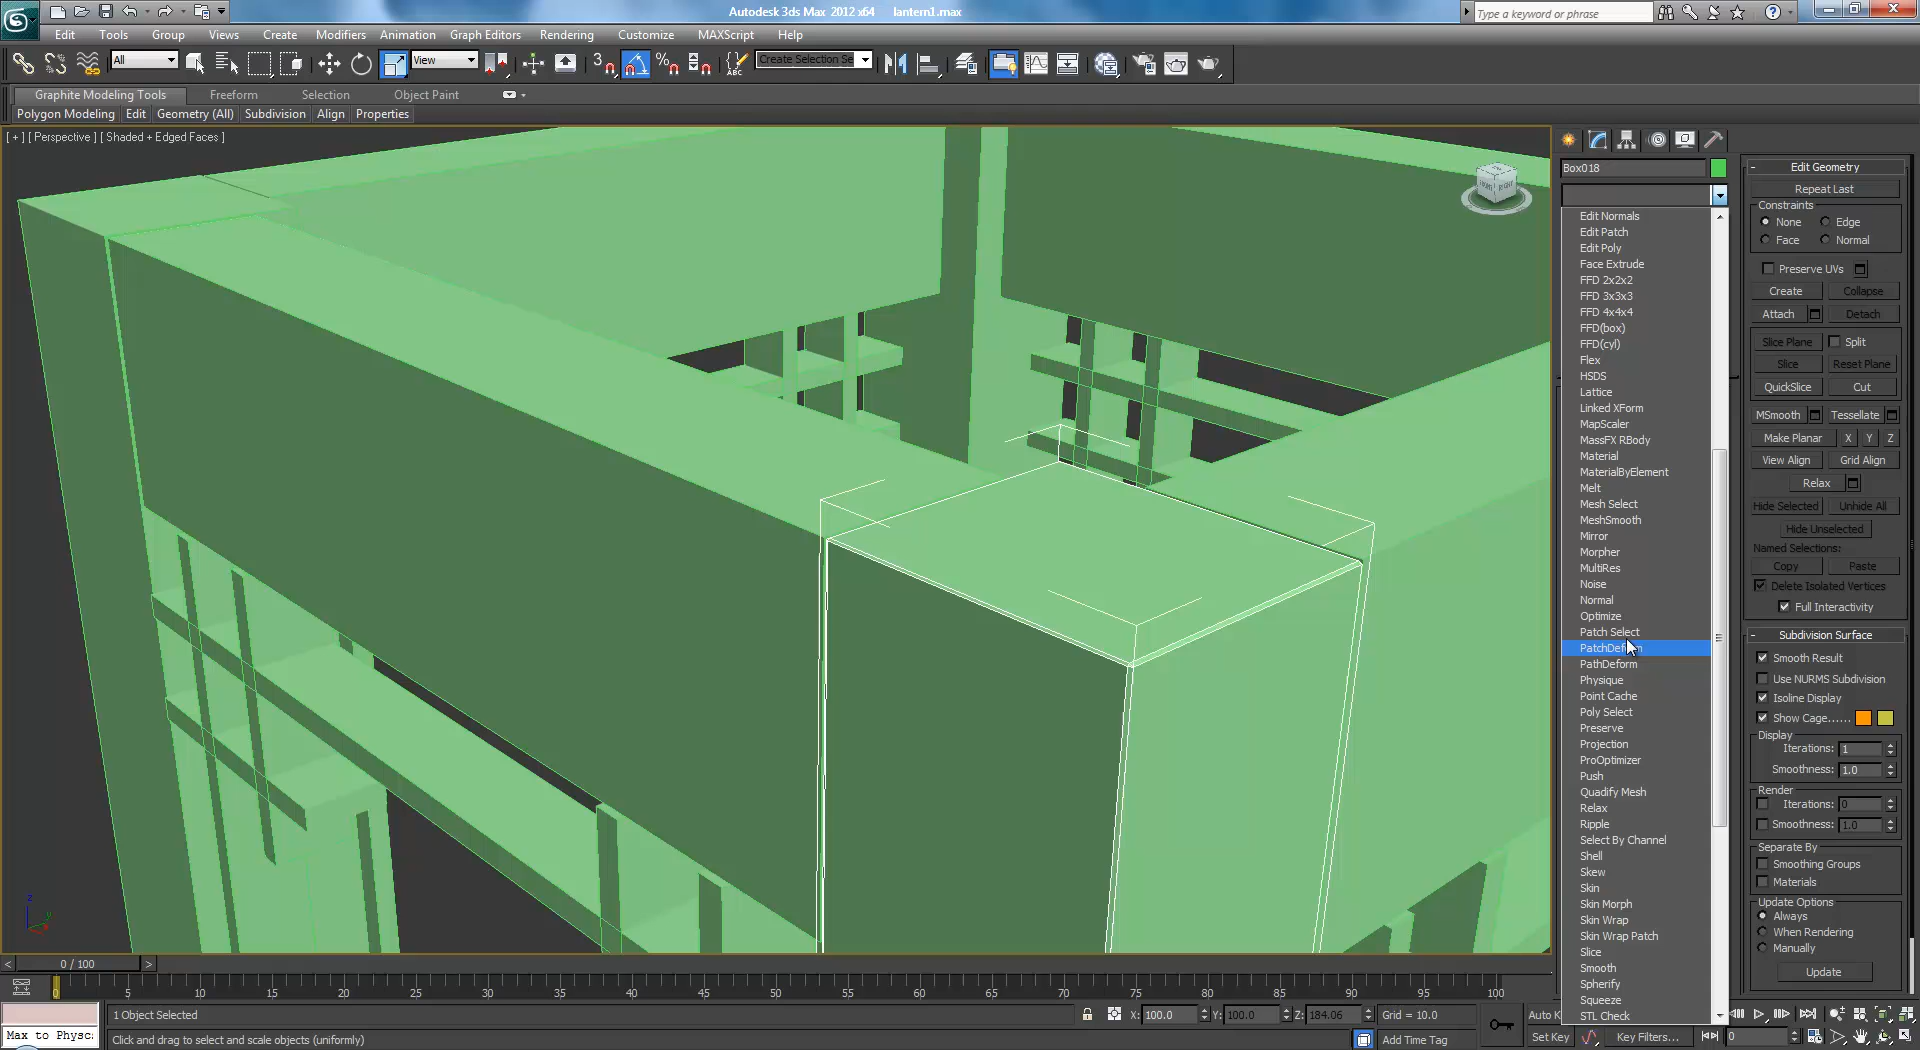 Autodesk 3ds Max 2012 x64 lantern1.max
Type a keyword or phrase
Edit Tools Group Views Create Modifiers Animation Graph Editors Rendering Customize MAXScript Help
All View Create Selection Se
Graphite Modeling Tools Freeform Selection Object Paint
Polygon Modeling Edit Geometry (All) Subdivision Align Properties
[ + ] [ Perspective ] [ Shaded + Edged Faces ]
Box018
Edit Normals
Edit Patch
Edit Poly
Face Extrude
FFD 2x2x2
FFD 3x3x3
FFD 4x4x4
FFD(box)
FFD(cyl)
Flex
HSDS
Lattice
Linked XForm
MapScaler
MassFX RBody
Material
MaterialByElement
Melt
Mesh Select
MeshSmooth
Mirror
Morpher
MultiRes
Noise
Normal
Optimize
Patch Select
PatchDeform
PathDeform
Physique
Point Cache
Poly Select
Preserve
Projection
ProOptimizer
Push
Quadify Mesh
Relax
Ripple
Select By Channel
Shell
Skew
Skin
Skin Morph
Skin Wrap
Skin Wrap Patch
Slice
Smooth
Spherify
Squeeze
STL Check
- Edit Geometry
Repeat Last
Constraints
None Edge
Face Normal
Preserve UVs
Create Collapse
Attach Detach
Slice Plane Split
Slice Reset Plane
QuickSlice Cut
MSmooth Tessellate
Make Planar X Y Z
View Align Grid Align
Relax
Hide Selected Unhide All
Hide Unselected
Named Selections:
Copy Paste
Delete Isolated Vertices
Full Interactivity
- Subdivision Surface
Smooth Result
Use NURMS Subdivision
Isoline Display
Show Cage......
Display
Iterations: 1
Smoothness: 1.0
Render
Iterations: 0
Smoothness: 1.0
Separate By
Smoothing Groups
Materials
Update Options
Always
When Rendering
Manually
Update
< 0 / 100 >
0 5 10 15 20 25 30 35 40 45 50 55 60 65 70 75 80 85 90 95 100
1 Object Selected X: 100.0 Y: 100.0 Z: 184.06 Grid = 10.0 Auto K
Max to Physc: Click and drag to select and scale objects (uniformly) Add Time Tag Set Key Key Filters... 0